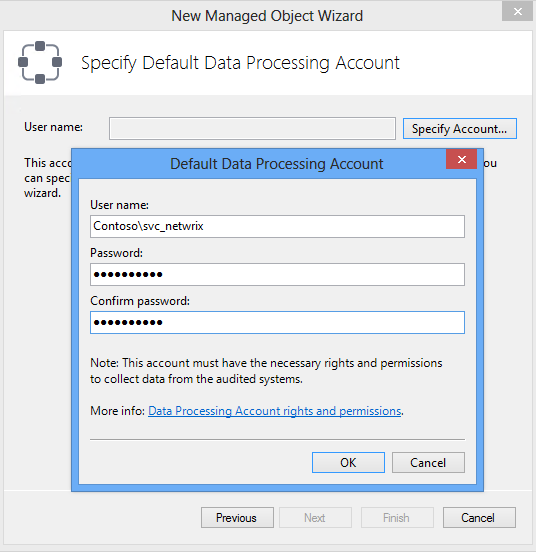 New Managed Object Wizard
Specify Default Data Processing Account
User name:
Specify Account...
This acco
ou
can spec
wizard.
Default Data Processing Account
User name:
Contoso\svc_netwrix
Password:
●●●●●●●●●●
Confirm password:
●●●●●●●●●●
Note: This account must have the necessary rights and permissions
to collect data from the audited systems.
More info: Data Processing Account rights and permissions.
OK Cancel
Previous Next Finish Cancel